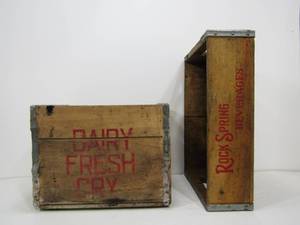 DAIRY
FRESH
CRY.
ROCK SPRING
BEVERAGES